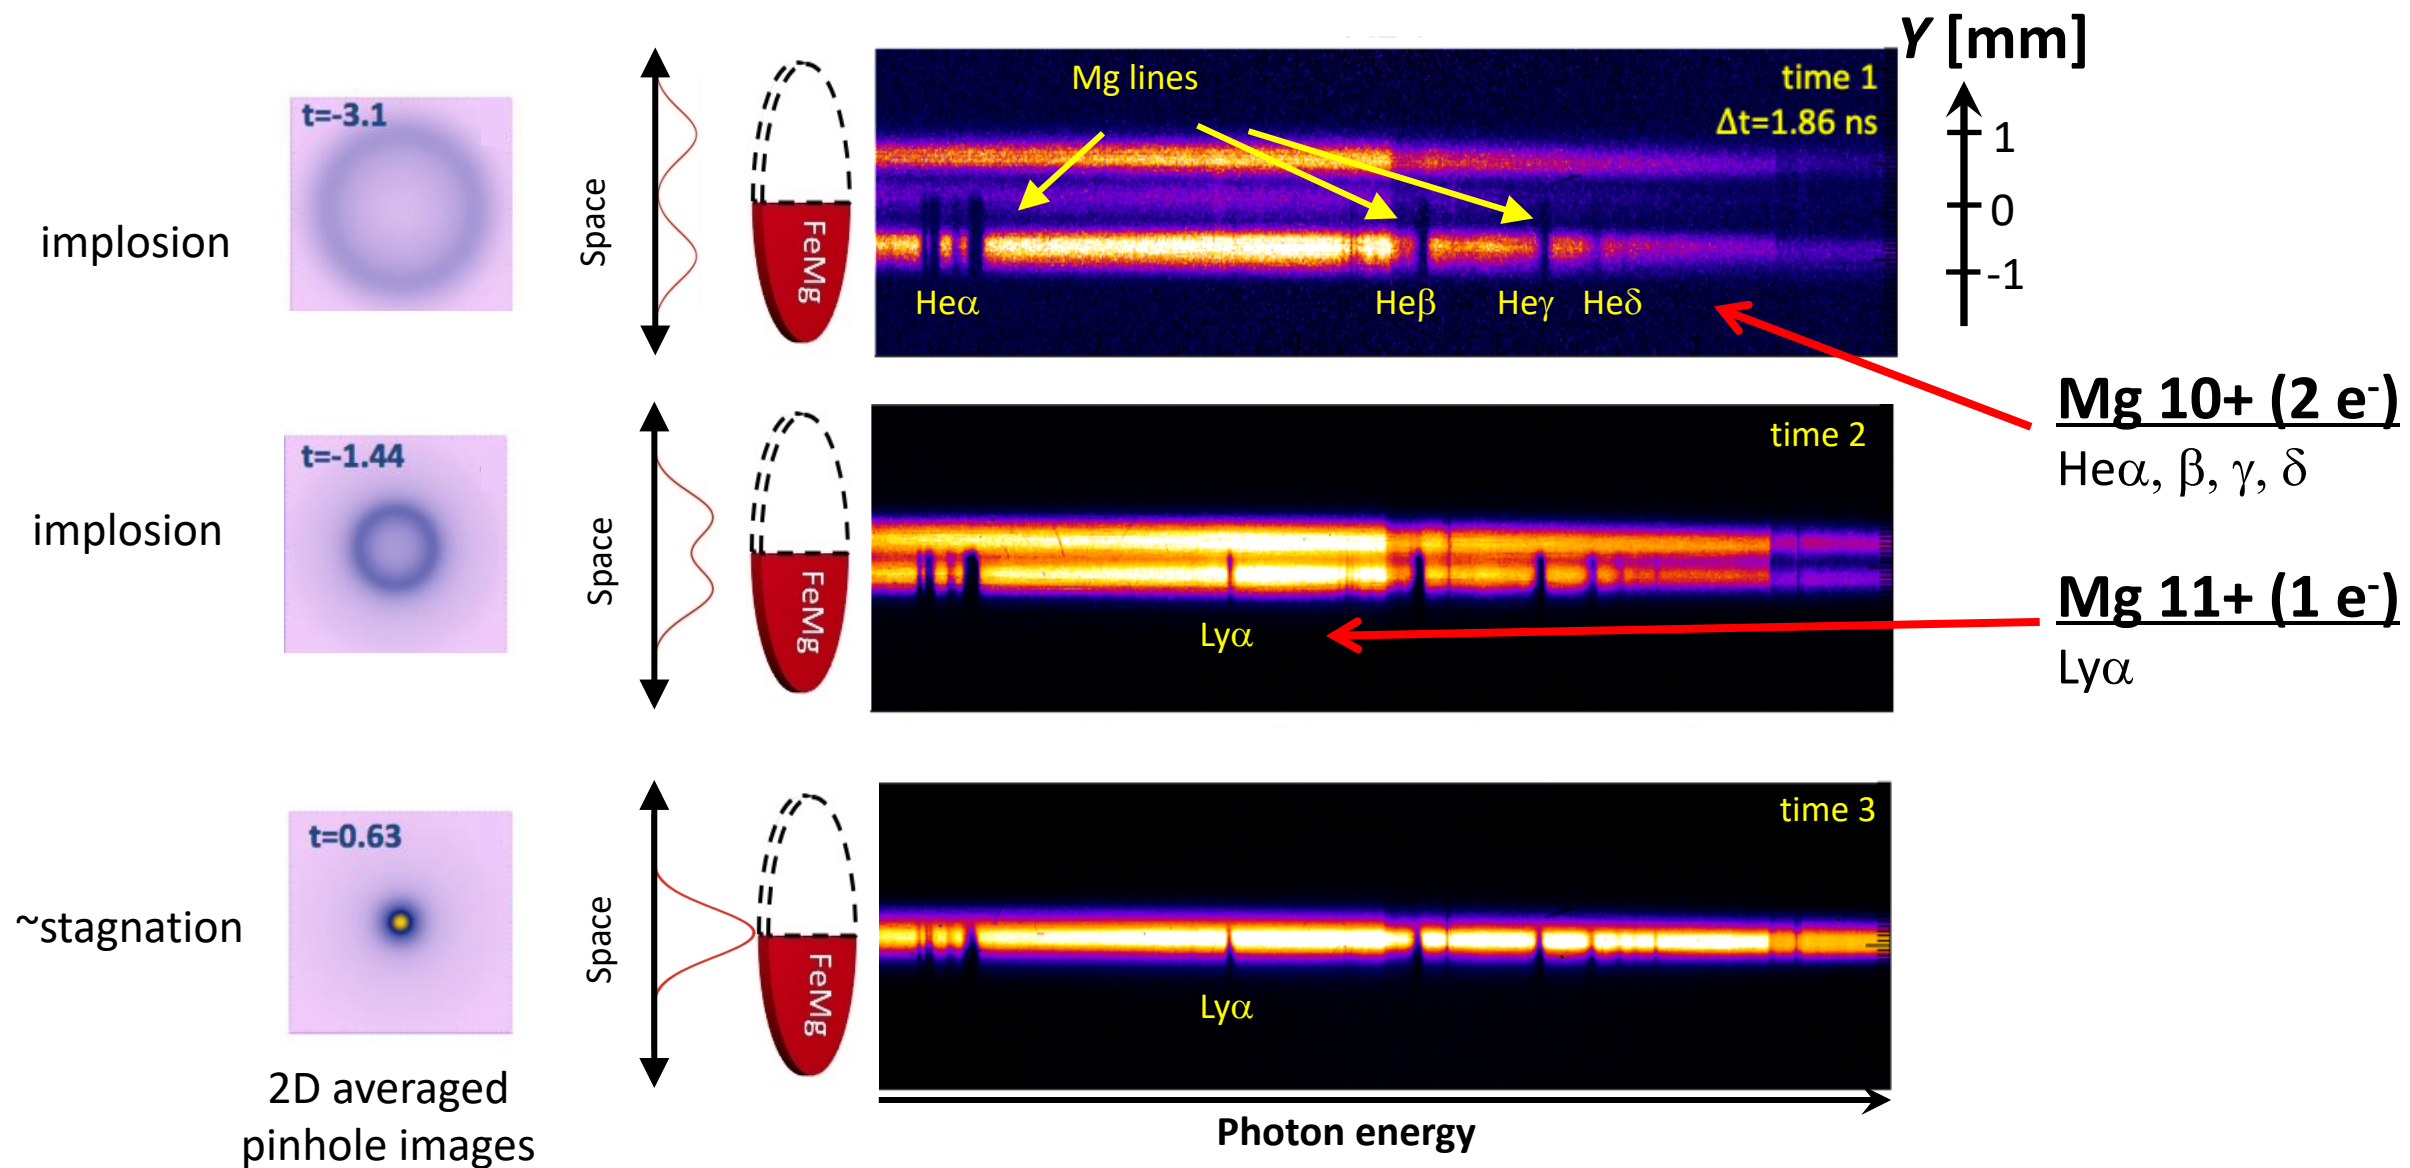 Y [mm]
Mg lines
time 1
Δt=1.86 ns
t=-3.1
1
0
-1
implosion
Space
FeMg
Heα
Heβ
Heγ
Heδ
Mg 10+ (2 e-)
Heα, β, γ, δ
t=-1.44
time 2
implosion
Space
FeMg
Lyα
Mg 11+ (1 e-)
Lyα
t=0.63
time 3
~stagnation
Space
FeMg
Lyα
2D averaged
pinhole images
Photon energy